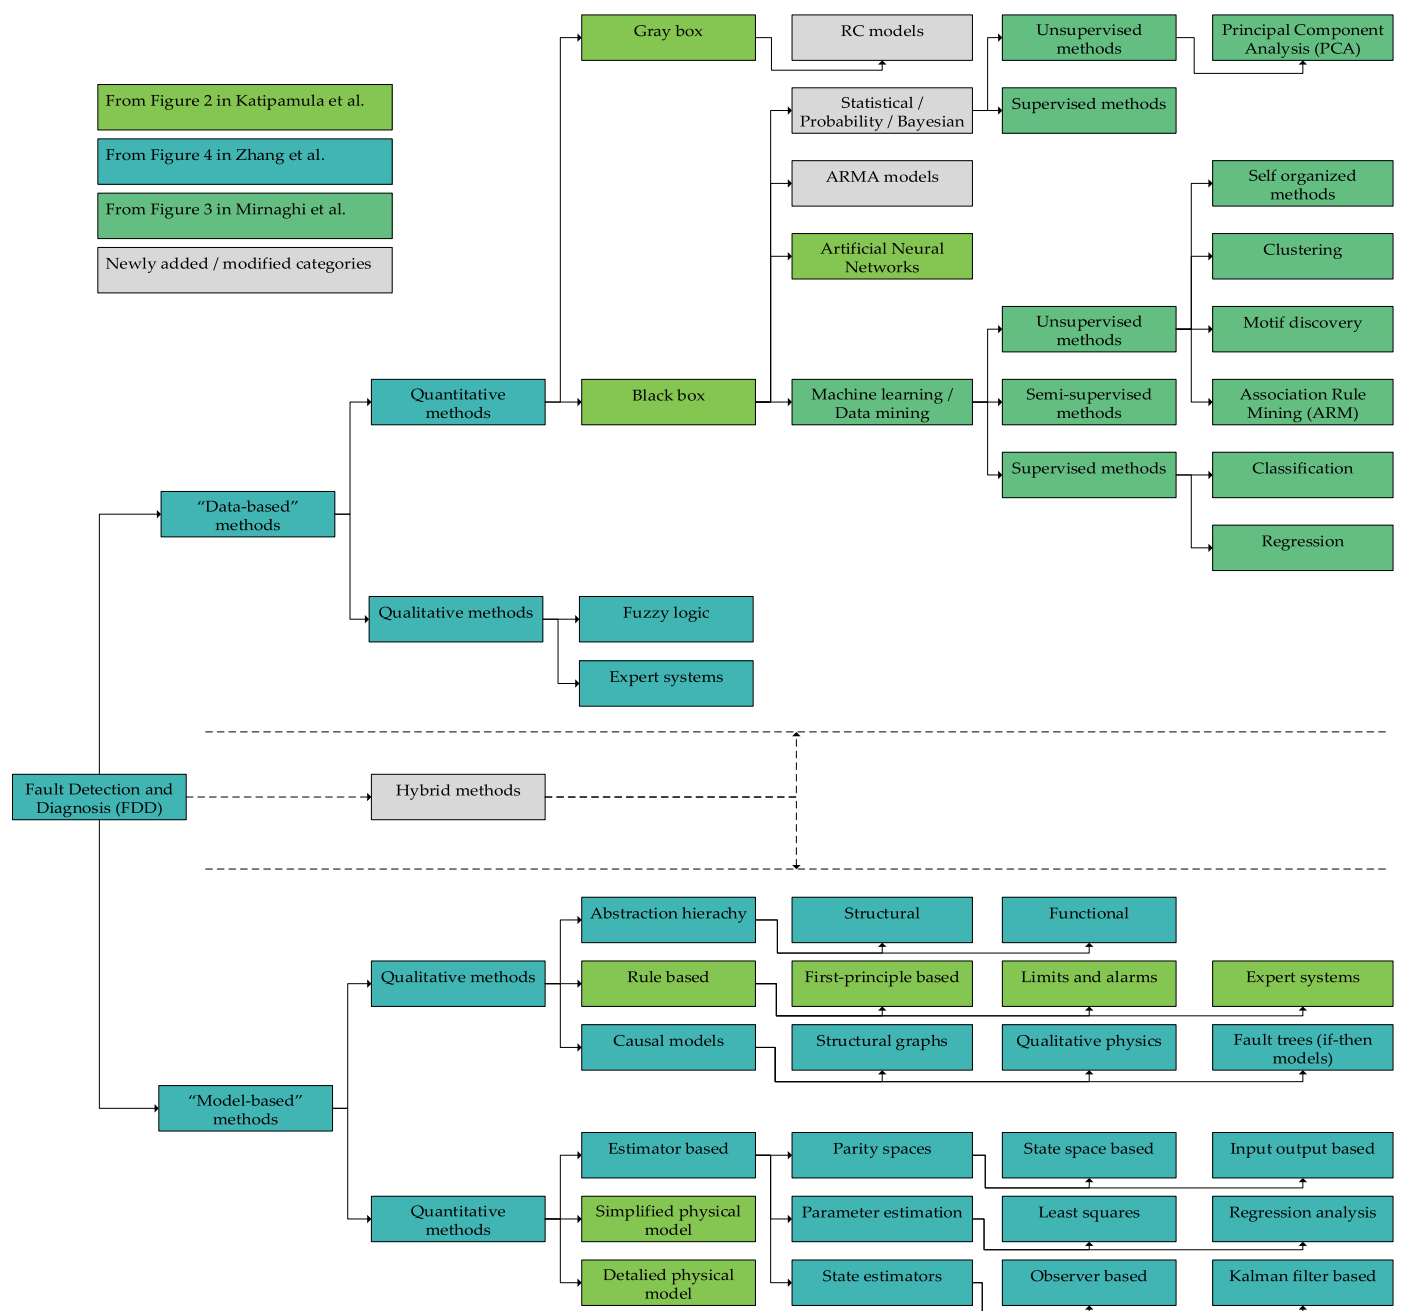 Gray box
RC models
Unsupervised
methods
Principal Component
Analysis (PCA)
From Figure 2 in Katipamula et al.
From Figure 4 in Zhang et al.
From Figure 3 in Mirnaghi et al.
Newly added / modified categories
Statistical /
Probability / Bayesian
Supervised methods
ARMA models
Self organized
methods
Artificial Neural
Networks
Clustering
Unsupervised
methods
Motif discovery
Quantitative
methods
Black box
Machine learning /
Data mining
Semi-supervised
methods
Association Rule
Mining (ARM)
Supervised methods
Classification
Regression
“Data-based”
methods
Qualitative methods
Fuzzy logic
Expert systems
Fault Detection and
Diagnosis (FDD)
Hybrid methods
Abstraction hierachy
Structural
Functional
Qualitative methods
Rule based
First-principle based
Limits and alarms
Expert systems
Causal models
Structural graphs
Qualitative physics
Fault trees (if-then
models)
“Model-based”
methods
Estimator based
Parity spaces
State space based
Input output based
Quantitative
methods
Simplified physical
model
Parameter estimation
Least squares
Regression analysis
Detalied physical
model
State estimators
Observer based
Kalman filter based